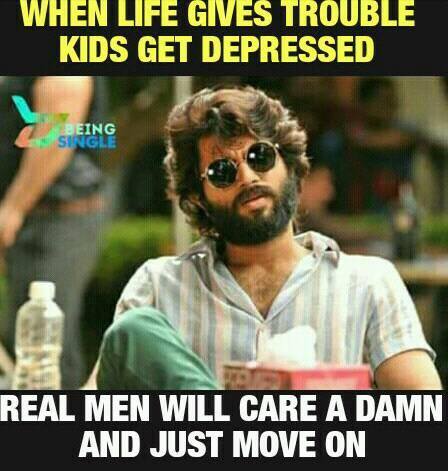 WHEN LIFE GIVES TROUBLE
KIDS GET DEPRESSED
BEING
SINGLE
REAL MEN WILL CARE A DAMN
AND JUST MOVE ON